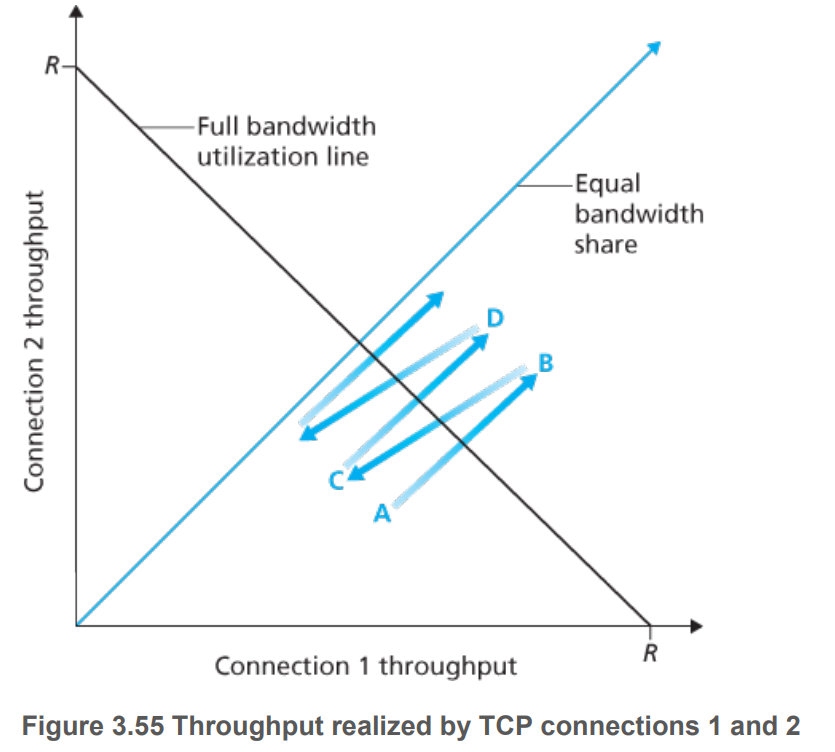 R
Full bandwidth
utilization line
Equal
bandwidth
share
Connection 2 throughput
D
B
C
A
R
Connection 1 throughput
Figure 3.55 Throughput realized by TCP connections 1 and 2